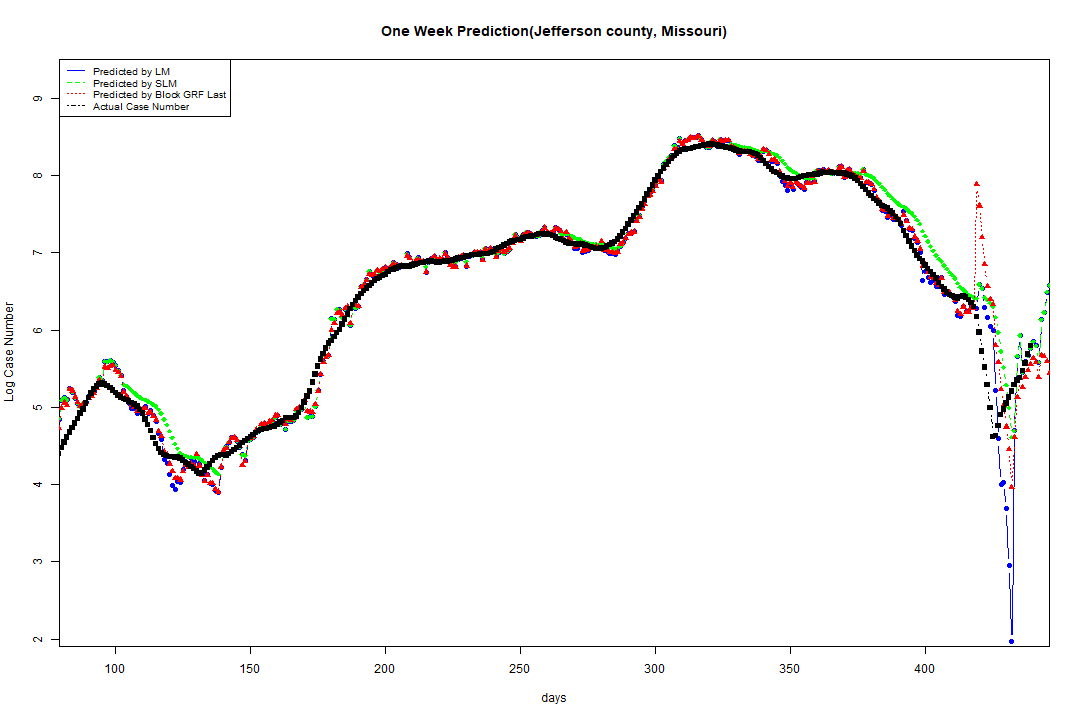 One Week Prediction(Jefferson county, Missouri)
Predicted by LM
Predicted by SLM
Predicted by Block GRF Last
Actual Case Number
9
8
7
6
5
4
3
2
Log Case Number
100 150 200 250 300 350 400
days